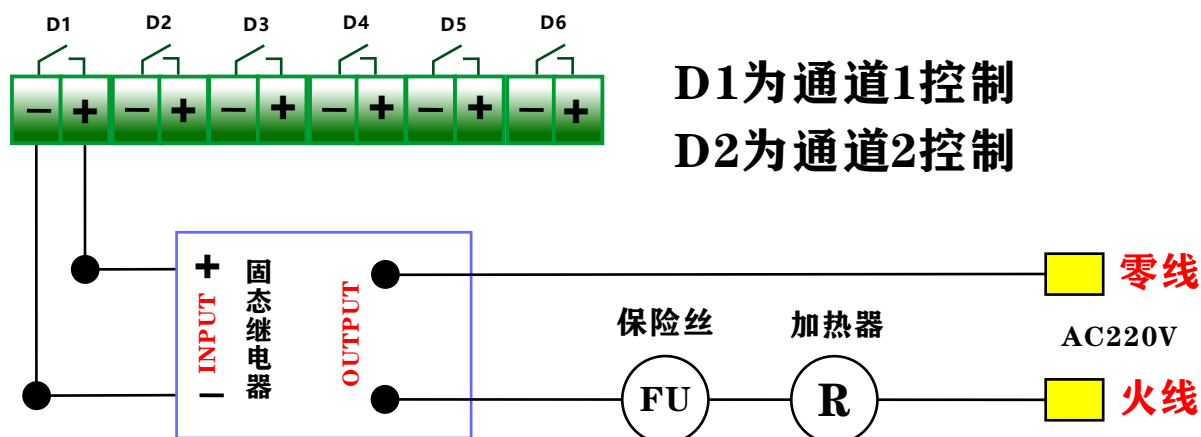 D1 D2 D3 D4 D5 D6
− + − + − + − + − + − +
D1为通道1控制
D2为通道2控制
+
INPUT
−
固态继电器
OUTPUT
保险丝
FU
加热器
R
零线
AC220V
火线